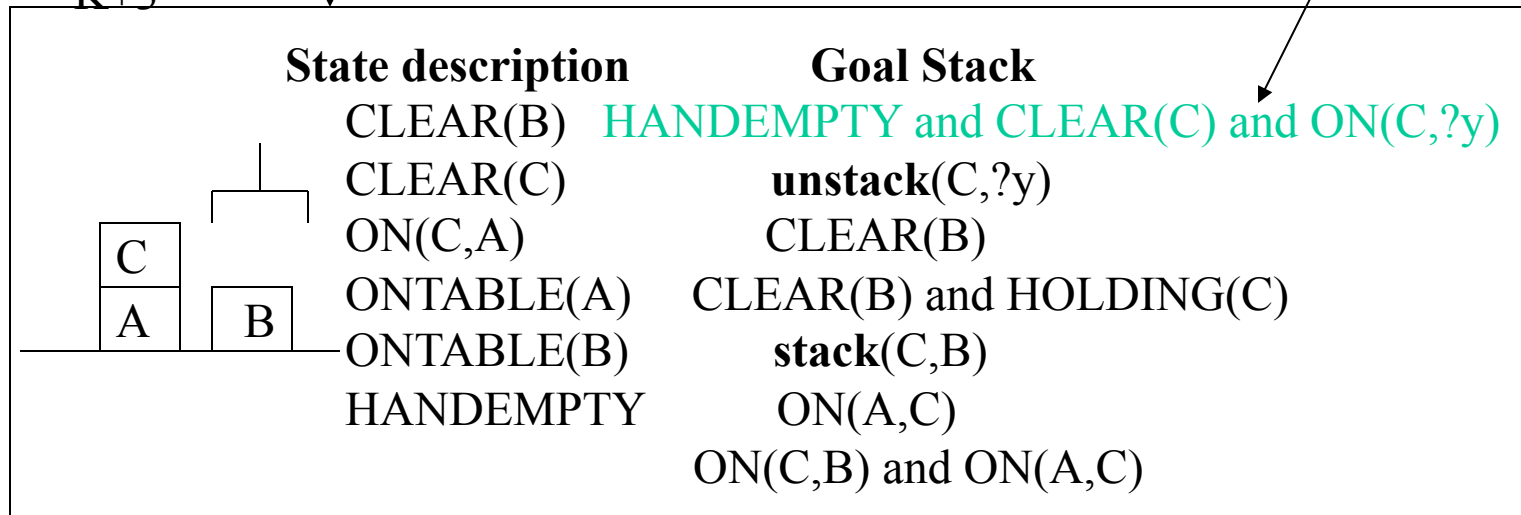 State description Goal Stack
CLEAR(B) HANDEMPTY and CLEAR(C) and ON(C,?y)
CLEAR(C) unstack(C,?y)
ON(C,A) CLEAR(B)
C
ONTABLE(A) CLEAR(B) and HOLDING(C)
A B
ONTABLE(B) stack(C,B)
HANDEMPTY ON(A,C)
ON(C,B) and ON(A,C)